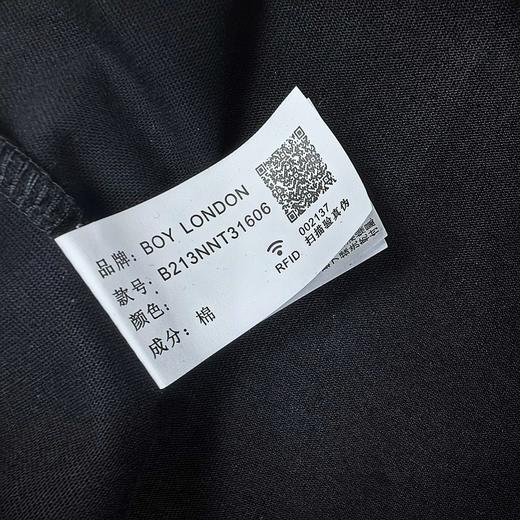 品牌: BOY LONDON
款号: B213NNT31606
颜色:
成分: 棉
002137
扫描验真伪
RFID